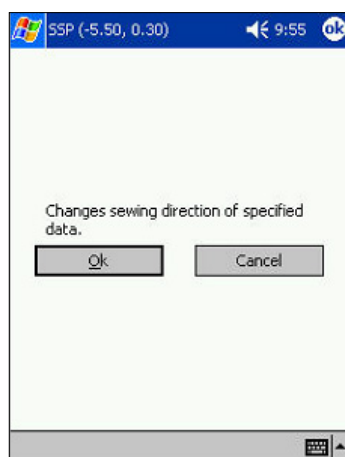 SSP (-5.50, 0.30) 9:55 ok
Changes sewing direction of specified
data.
Ok Cancel